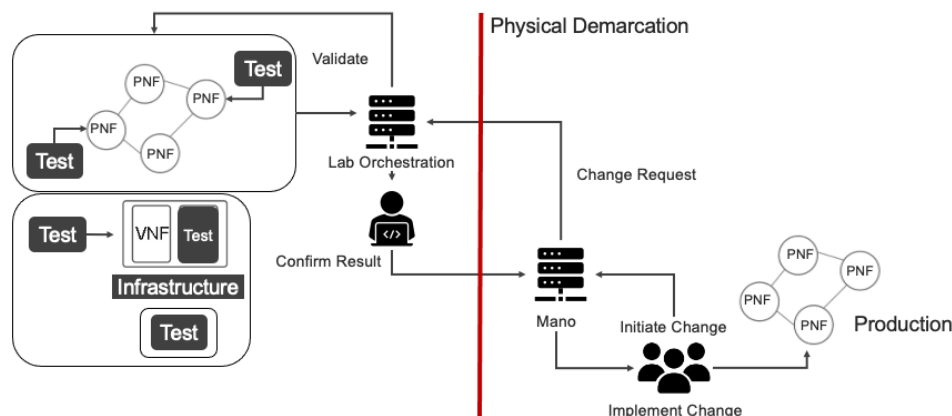 Physical Demarcation
Validate
Test
PNF
PNF
PNF
PNF
Test
Lab Orchestration
Change Request
Test
VNF
Test
Infrastructure
Test
</>
Confirm Result
Mano
Initiate Change
Implement Change
PNF
PNF
PNF
PNF
Production